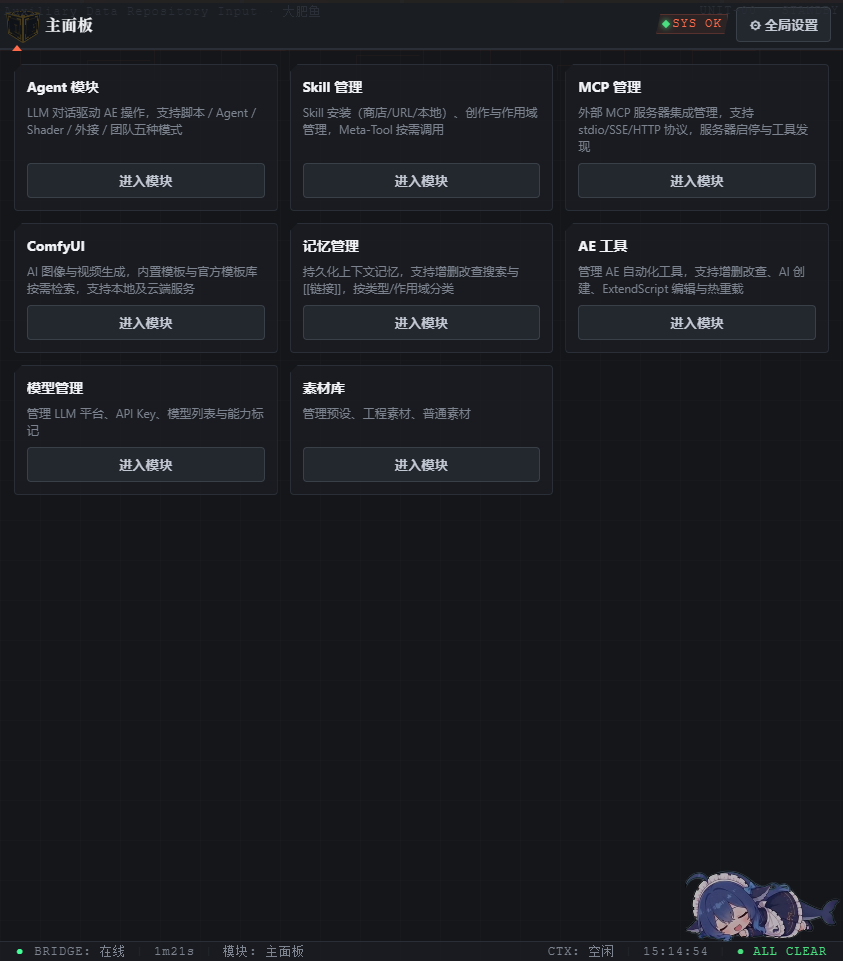 Auxiliary Data Repository Input
大肥鱼
主面板
SYS OK
全局设置
Agent 模块
LLM 对话驱动 AE 操作，支持脚本 / Agent /
Shader / 外接 / 团队五种模式
进入模块
Skill 管理
Skill 安装（商店/URL/本地）、创作与作用域
管理，Meta-Tool 按需调用
进入模块
MCP 管理
外部 MCP 服务器集成管理，支持
stdio/SSE/HTTP 协议，服务器启停与工具发
现
进入模块
ComfyUI
AI 图像与视频生成，内置模板与官方模板库
按需检索，支持本地及云端服务
进入模块
记忆管理
持久化上下文记忆，支持增删改查搜索与
[[链接]]，按类型/作用域分类
进入模块
AE 工具
管理 AE 自动化工具，支持增删改查、AI 创
建、ExtendScript 编辑与热重载
进入模块
模型管理
管理 LLM 平台、API Key、模型列表与能力标
记
进入模块
素材库
管理预设、工程素材、普通素材
进入模块
BRIDGE: 在线
1m21s
模块: 主面板
CTX: 空闲
15:14:54
ALL CLEAR